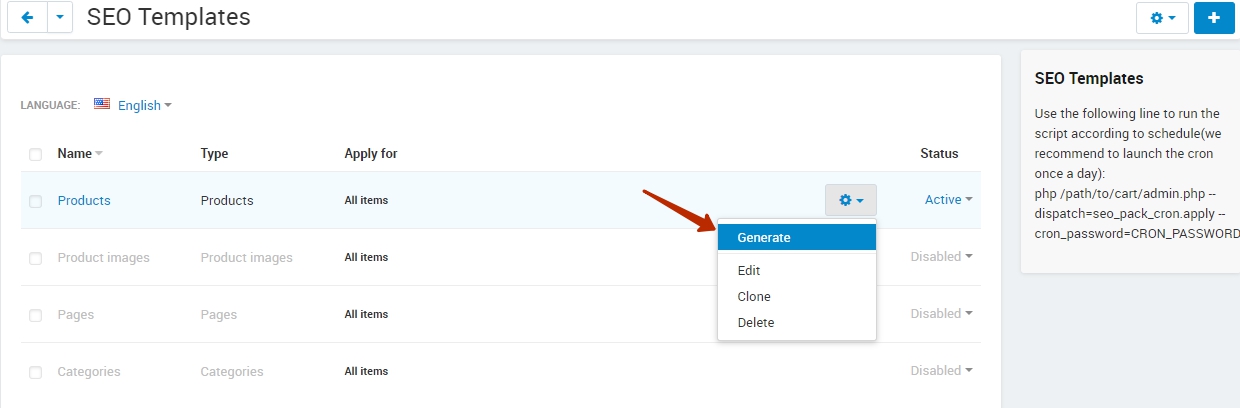 SEO Templates
LANGUAGE: English
Name Type Apply for Status
Products Products All items Active
Generate
Edit
Clone
Delete
Product images Product images All items Disabled
Pages Pages All items Disabled
Categories Categories All items Disabled
SEO Templates
Use the following line to run the
script according to schedule(we
recommend to launch the cron
once a day):
php /path/to/cart/admin.php --
dispatch=seo_pack_cron.apply --
cron_password=CRON_PASSWORD